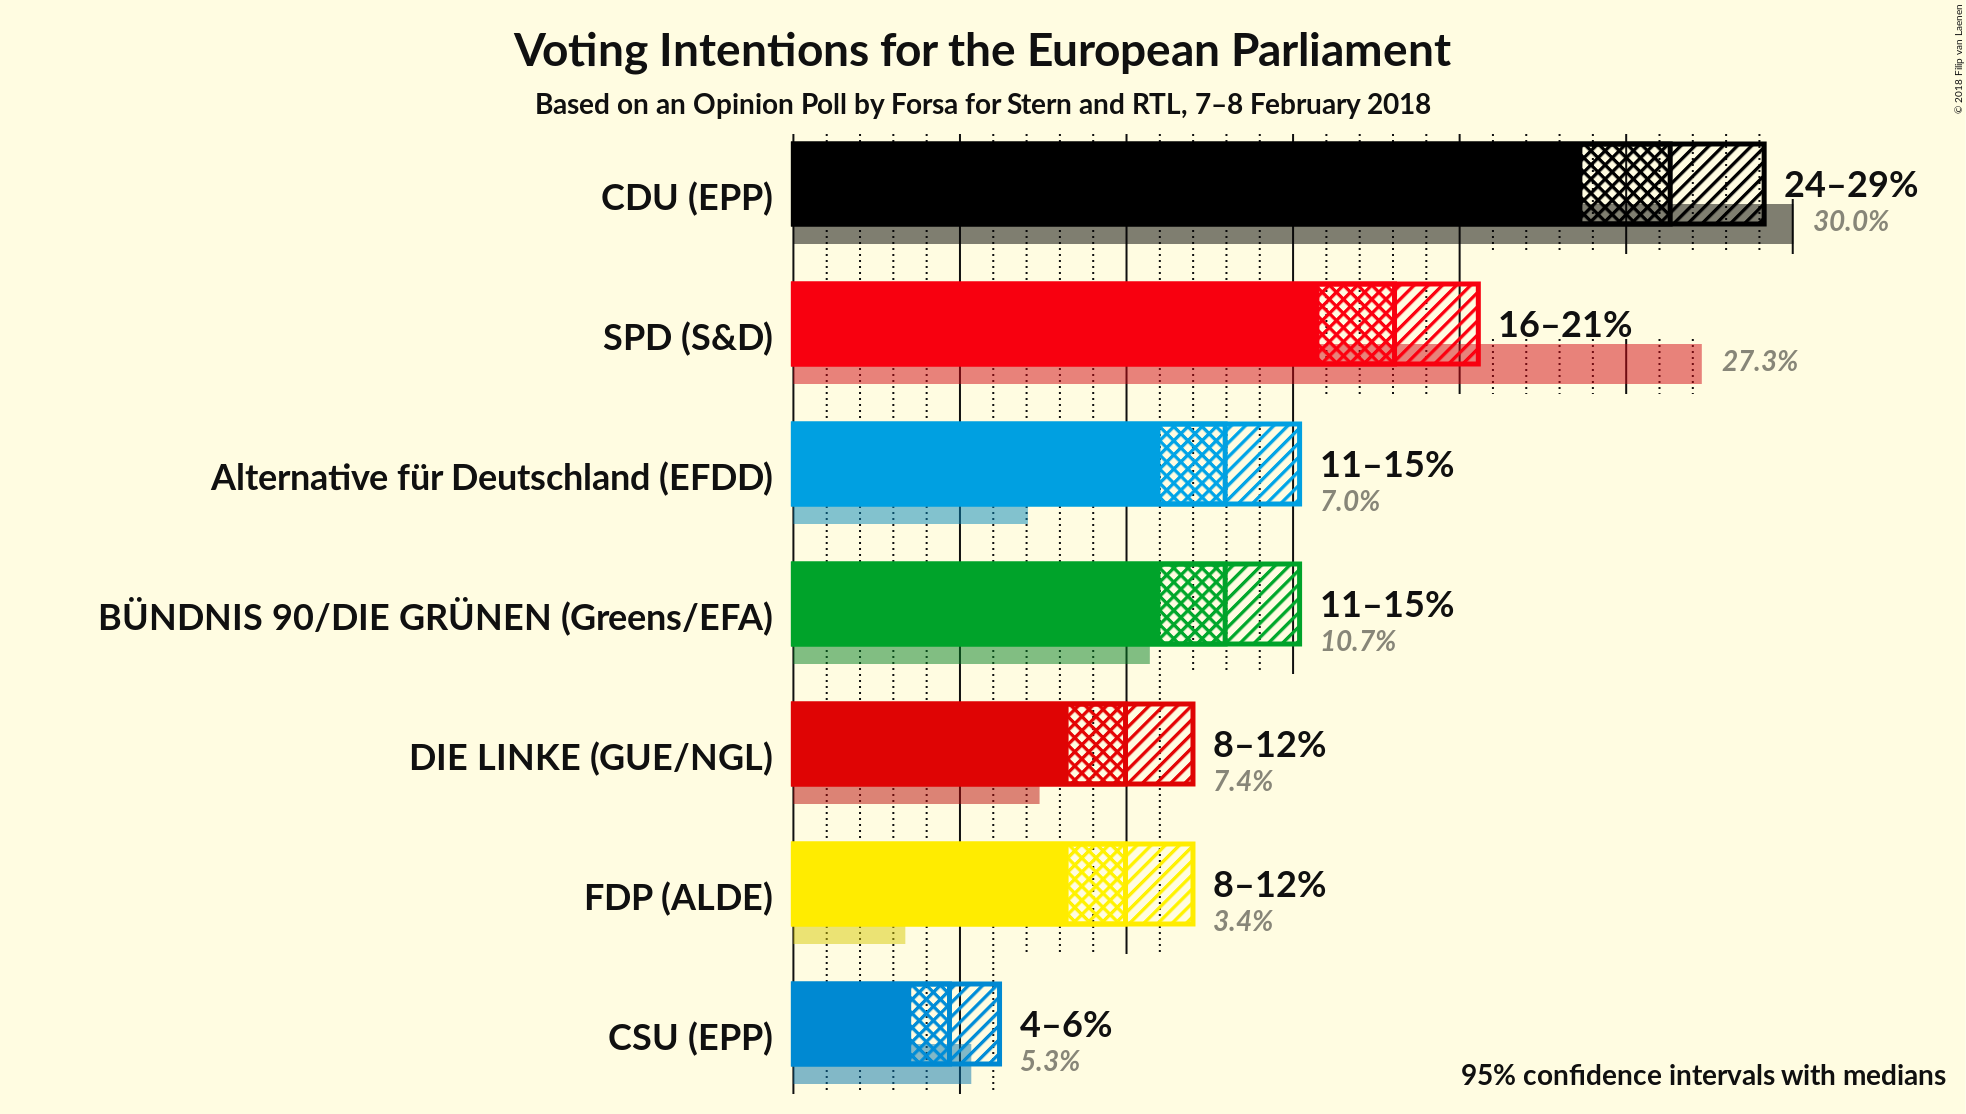 Voting Intentions for the European Parliament
Based on an Opinion Poll by Forsa for Stern and RTL, 7–8 February 2018
© 2018 Filip van Laenen
CDU (EPP)
24–29%
30.0%
SPD (S&D)
16–21%
27.3%
Alternative für Deutschland (EFDD)
11–15%
7.0%
BÜNDNIS 90/DIE GRÜNEN (Greens/EFA)
11–15%
10.7%
DIE LINKE (GUE/NGL)
8–12%
7.4%
FDP (ALDE)
8–12%
3.4%
CSU (EPP)
4–6%
5.3%
95% confidence intervals with medians